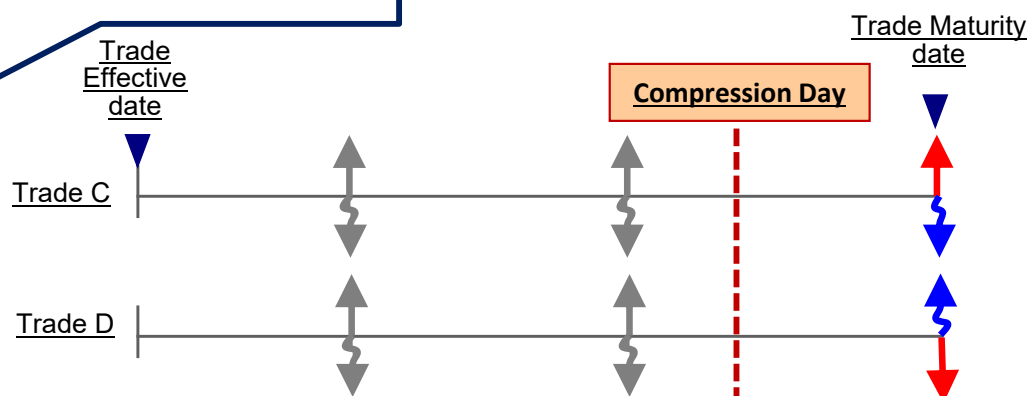 Trade
Effective
date
Trade Maturity
date
Compression Day
Trade C
Trade D